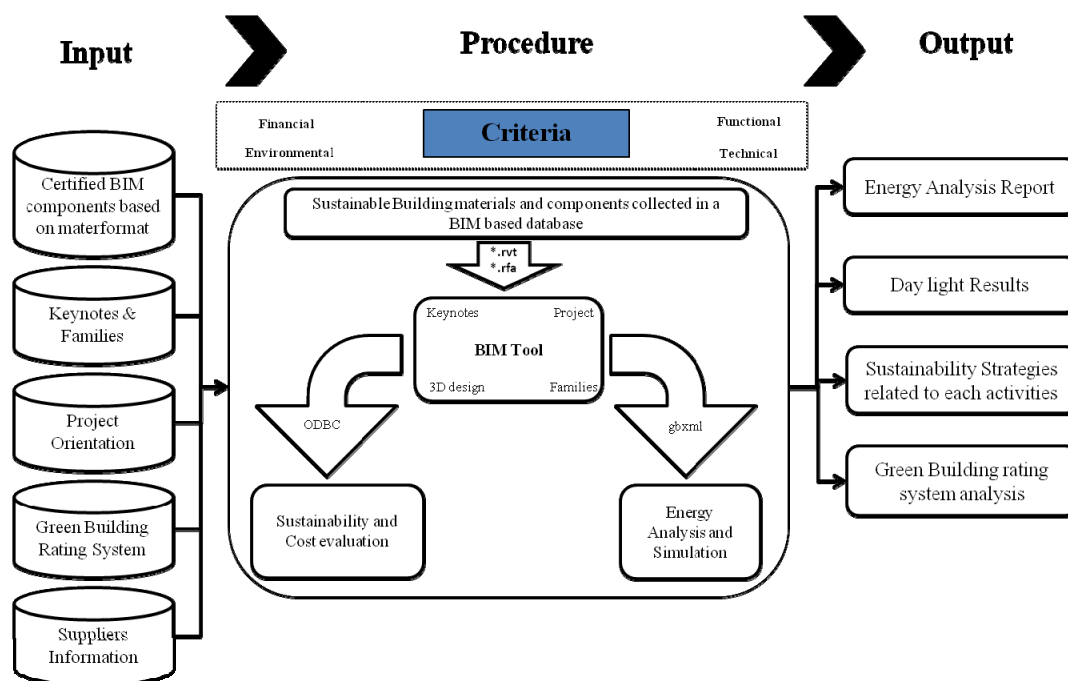 Input
Procedure
Output
Financial
Environmental
Criteria
Functional
Technical
Certified BIM
components based
on materformat
Keynotes &
Families
Project
Orientation
Green Building
Rating System
Suppliers
Information
Sustainable Building materials and components collected in a
BIM based database
*.rvt
*.rfa
Keynotes
Project
BIM Tool
3D design
Families
ODBC
gbxml
Sustainability and
Cost evaluation
Energy
Analysis and
Simulation
Energy Analysis Report
Day light Results
Sustainability Strategies
related to each activities
Green Building rating
system analysis